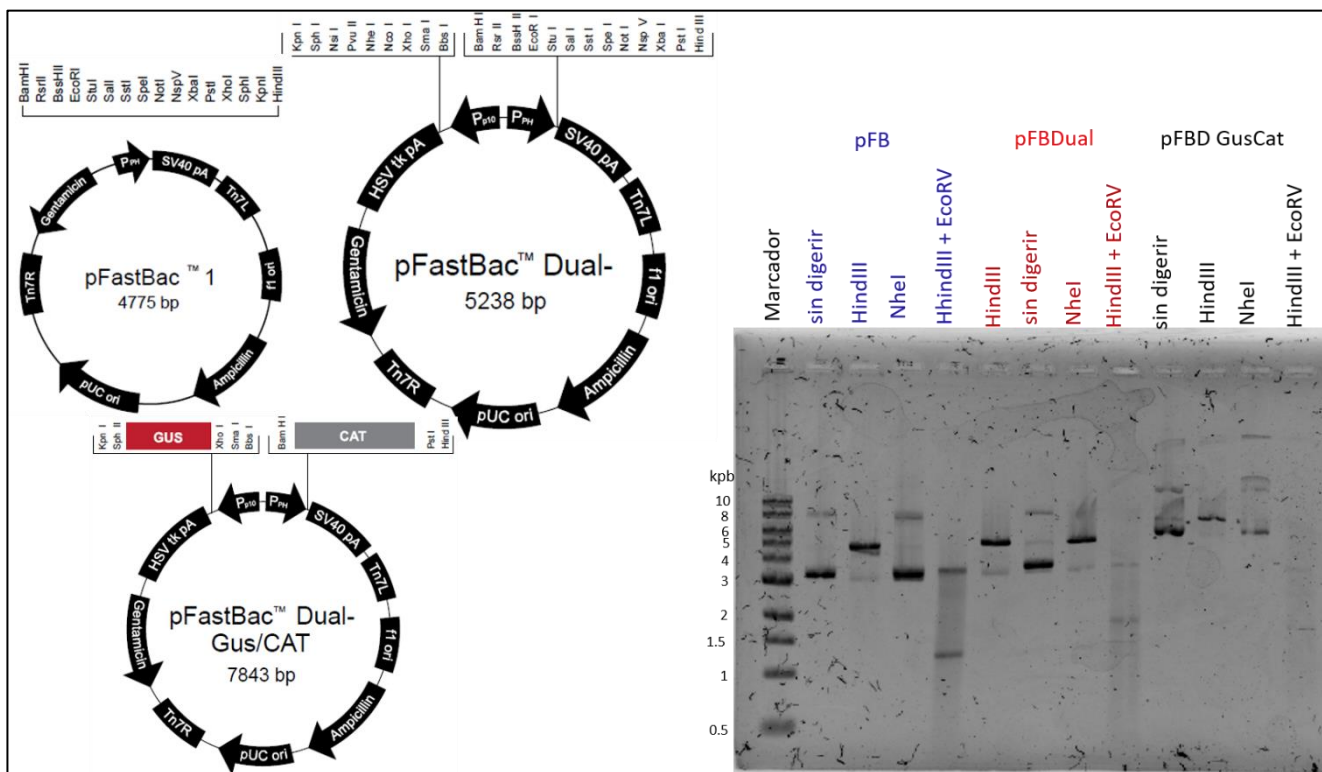 BamHI
RsrII
BssHII
EcoRI
StuI
SalI
SstI
SpeI
NotI
NspV
XbaI
PstI
XhoI
SphI
KpnI
HindIII
PPH
SV40 pA
Tn7L
f1 ori
Ampicillin
pUC ori
Tn7R
Gentamicin
pFastBac ™ 1
4775 bp
Kpn I
Sph I
Nsi I
Pvu II
Nhe I
Nco I
Xho I
Sma I
Bbs I
BamH I
Rsr II
BssH II
EcoR I
Stu I
Sal I
Sst I
Spe I
Not I
Nsp V
Xba I
Pst I
Hind III
Pp10
PPH
SV40 pA
Tn7L
f1 ori
Ampicillin
pUC ori
Tn7R
Gentamicin
HSV tk pA
pFastBac™ Dual-
5238 bp
Kpn I
Sph II
GUS
Xho I
Sma I
Bbs I
BamH I
CAT
Pst I
Hind III
Pp10
PPH
SV40 pA
Tn7L
f1 ori
Ampicillin
pUC ori
Tn7R
Gentamicin
HSV tk pA
pFastBac™ Dual-
Gus/CAT
7843 bp
pFB
pFBDual
pFBD GusCat
Marcador
sin digerir
HindIII
NheI
HhindIII + EcoRV
HindIII
sin digerir
NheI
HindIII + EcoRV
sin digerir
HindIII
NheI
HindIII + EcoRV
kpb
10
8
6
5
4
3
2
1.5
1
0.5